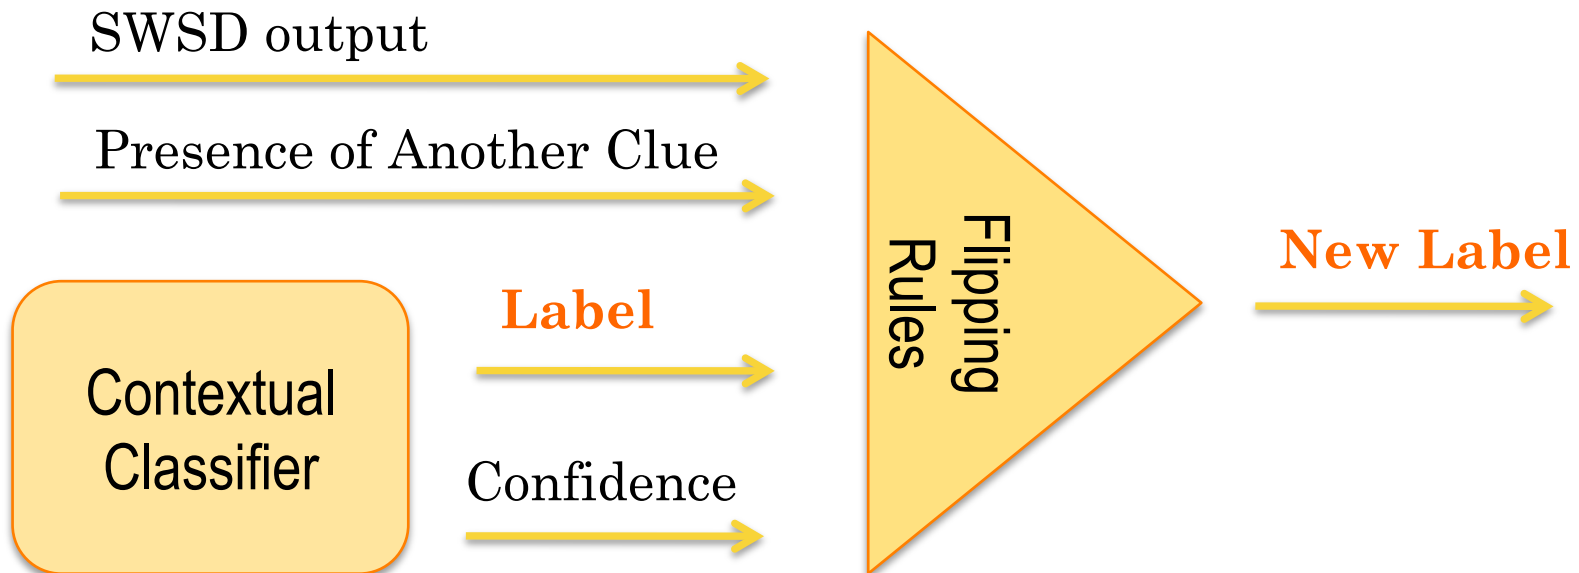 SWSD output
Presence of Another Clue
Label
Contextual
Classifier
Confidence
Flipping
Rules
New Label